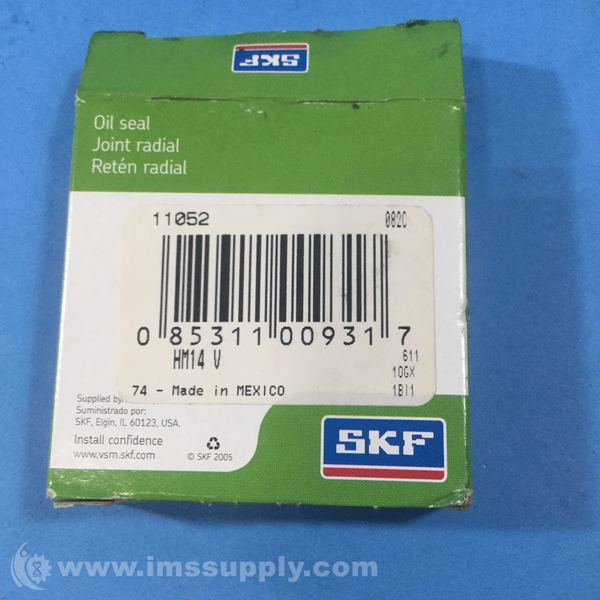 SKF
Oil seal
Joint radial
Retén radial
11052 082C
0 85311 00931 7
HM14 V 611
10GX
74 - Made in MEXICO 1BI1
Supplied by:
Suministrado por:
SKF, Elgin, IL 60123, USA.
Install confidence
www.vsm.skf.com © SKF 2005
SKF
www.imssupply.com